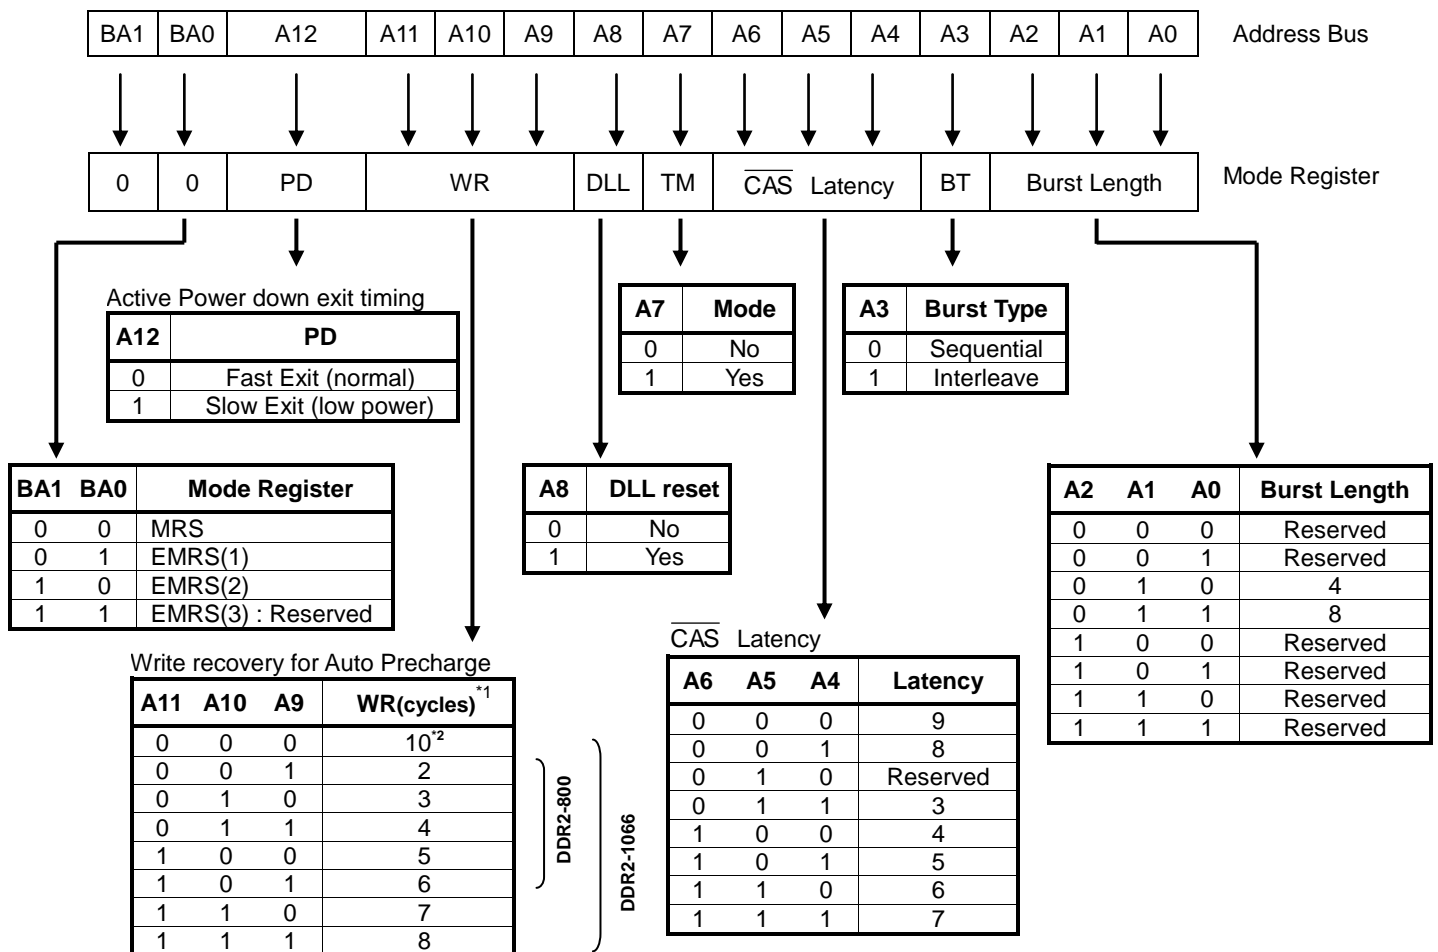 BA1 BA0 A12 A11 A10 A9 A8 A7 A6 A5 A4 A3 A2 A1 A0 Address Bus
0 0 PD WR DLL TM CAS Latency BT Burst Length Mode Register
Active Power down exit timing
A12 PD
0 Fast Exit (normal)
1 Slow Exit (low power)
A7 Mode
0 No
1 Yes
A3 Burst Type
0 Sequential
1 Interleave
BA1 BA0 Mode Register
0 0 MRS
0 1 EMRS(1)
1 0 EMRS(2)
1 1 EMRS(3) : Reserved
A8 DLL reset
0 No
1 Yes
A2 A1 A0 Burst Length
0 0 0 Reserved
0 0 1 Reserved
0 1 0 4
0 1 1 8
1 0 0 Reserved
1 0 1 Reserved
1 1 0 Reserved
1 1 1 Reserved
Write recovery for Auto Precharge
A11 A10 A9 WR(cycles)*1
0 0 0 10*2
0 0 1 2
0 1 0 3
0 1 1 4
1 0 0 5
1 0 1 6
1 1 0 7
1 1 1 8
DDR2-800
DDR2-1066
CAS Latency
A6 A5 A4 Latency
0 0 0 9
0 0 1 8
0 1 0 Reserved
0 1 1 3
1 0 0 4
1 0 1 5
1 1 0 6
1 1 1 7